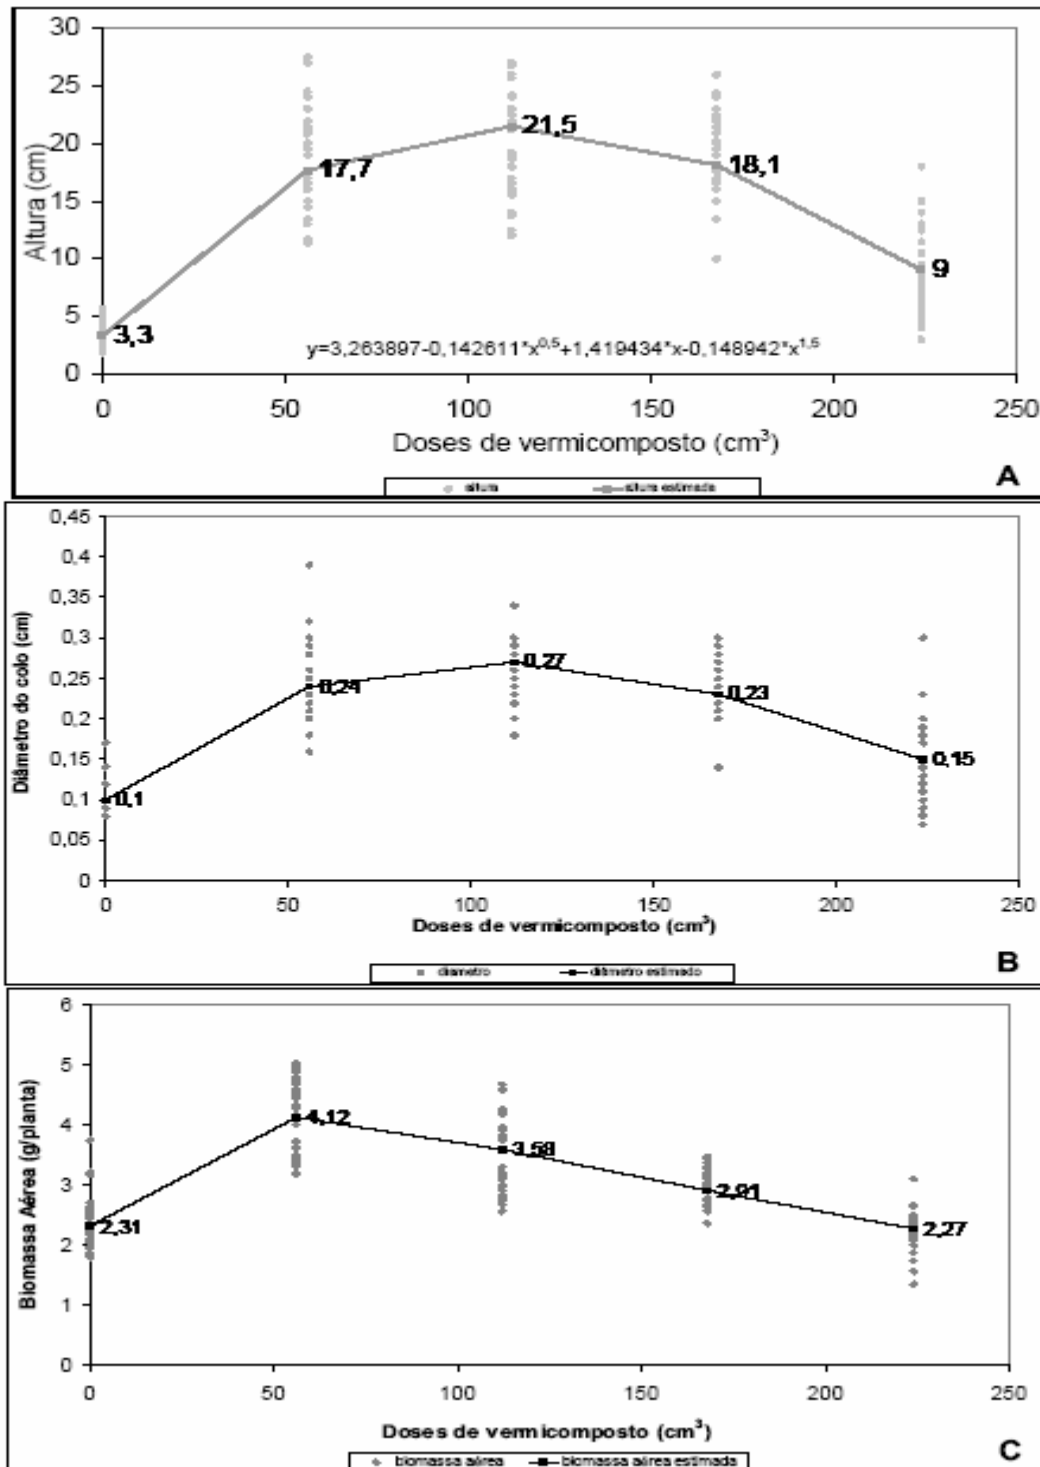 30
25
20
15
10
5
0
Altura (cm)
3,3
17,7
21,5
18,1
9
y=3,263897-0,142611*x^0,5+1,419434*x-0,148942*x^1,5
0 50 100 150 200 250
Doses de vermicomposto (cm³)
A
altura altura estimada
0,45
0,4
0,35
0,3
0,25
0,2
0,15
0,1
0,05
0
Diâmetro do colo (cm)
0,1
0,24
0,27
0,23
0,15
0 50 100 150 200 250
Doses de vermicomposto (cm³)
B
diametro diâmetro estimado
6
5
4
3
2
1
0
Biomassa Aérea (g/planta)
2,31
4,12
3,58
2,91
2,27
0 50 100 150 200 250
Doses de vermicomposto (cm³)
C
biomassa aérea biomassa aérea estimada